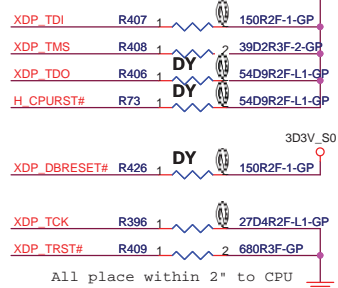 XDP_TDI R407 1 150R2F-1-GP
XDP_TMS R408 1 2 39D2R3F-2-GP
DY
XDP_TDO R406 1 54D9R2F-L1-GP
DY
H_CPURST# R73 1 2 54D9R2F-L1-GP
3D3V_S0
DY
XDP_DBRESET# R426 1 2 150R2F-1-GP
XDP_TCK R396 1 2 27D4R2F-L1-GP
XDP_TRST# R409 1 2 680R3F-GP
All place within 2" to CPU